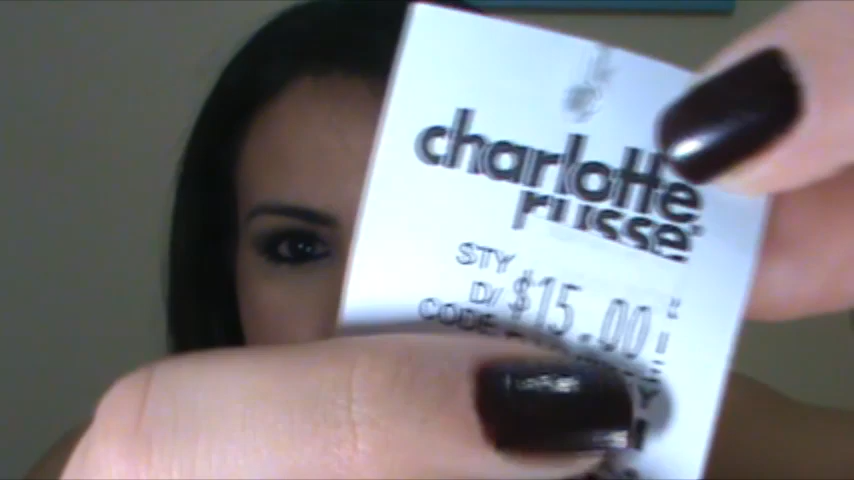 charlotte
russe
STY
D/ $15.00
CODE